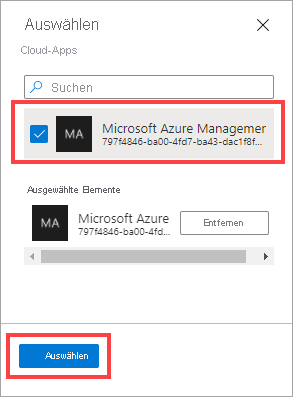 Auswählen
Cloud-Apps
Suchen
MA
Microsoft Azure Managemer
797f4846-ba00-4fd7-ba43-dac1f8f...
Ausgewählte Elemente
MA
Microsoft Azure
797f4846-ba00-4fd...
Entfernen
Auswählen